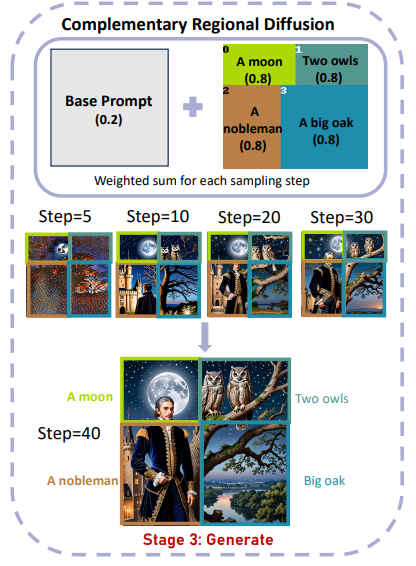 Complementary Regional Diffusion
Base Prompt
(0.2)
0
A moon
(0.8)
1
Two owls
(0.8)
2
A
nobleman
(0.8)
3
A big oak
(0.8)
Weighted sum for each sampling step
Step=5
Step=10
Step=20
Step=30
A moon
Two owls
Step=40
A nobleman
Big oak
Stage 3: Generate